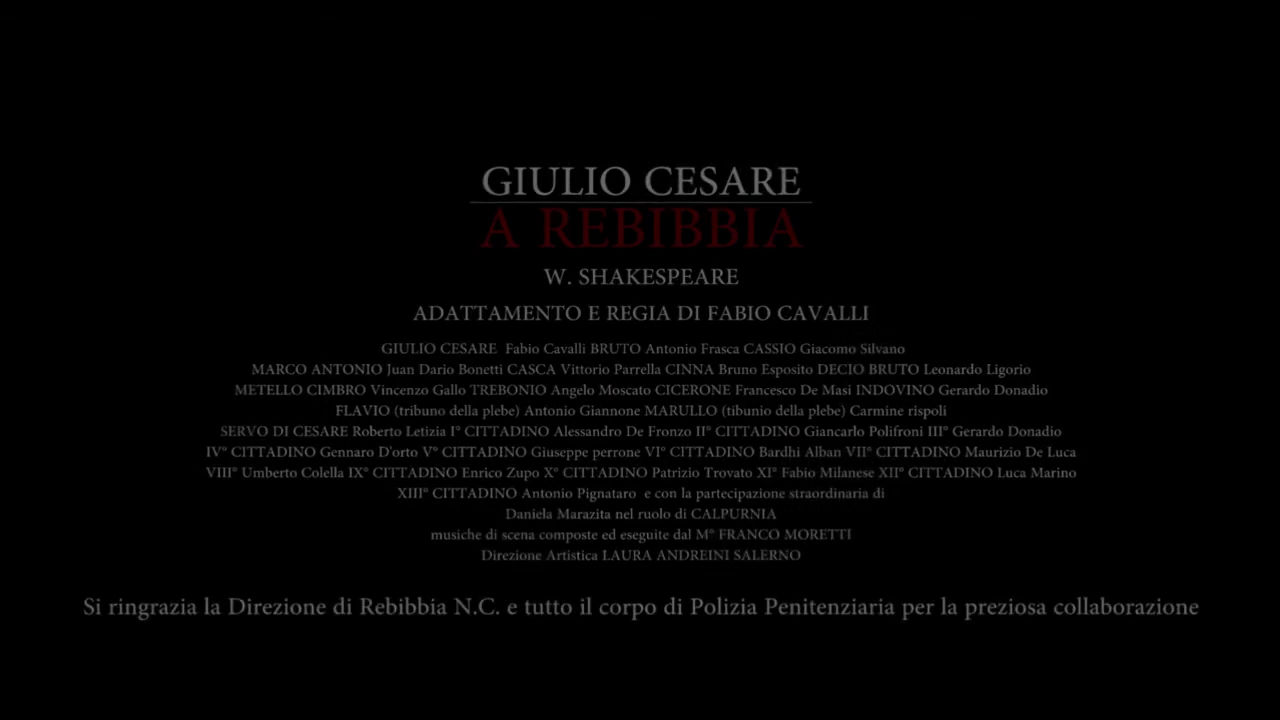 GIULIO CESARE
A REBIBBIA
W. SHAKESPEARE
ADATTAMENTO E REGIA DI FABIO CAVALLI
GIULIO CESARE Fabio Cavalli BRUTO Antonio Frasca CASSIO Giacomo Silvano
MARCO ANTONIO Juan Dario Bonetti CASCA Vittorio Parrella CINNA Bruno Esposito DECIO BRUTO Leonardo Ligorio
METELLO CIMBRO Vincenzo Gallo TREBONIO Angelo Moscato CICERONE Francesco De Masi INDOVINO Gerardo Donadio
FLAVIO (tribuno della plebe) Antonio Giannone MARULLO (tibunio della plebe) Carmine rispoli
SERVO DI CESARE Roberto Letizia I° CITTADINO Alessandro De Fronzo II° CITTADINO Giancarlo Polifroni III° Gerardo Donadio
IV° CITTADINO Gennaro D'orto V° CITTADINO Giuseppe perrone VI° CITTADINO Bardhi Alban VII° CITTADINO Maurizio De Luca
VIII° Umberto Colella IX° CITTADINO Enrico Zupo X° CITTADINO Patrizio Trovato XI° Fabio Milanese XII° CITTADINO Luca Marino
XIII° CITTADINO Antonio Pignataro e con la partecipazione straordinaria di
Daniela Marazita nel ruolo di CALPURNIA
musiche di scena composte ed eseguite dal M° FRANCO MORETTI
Direzione Artistica LAURA ANDREINI SALERNO
Si ringrazia la Direzione di Rebibbia N.C. e tutto il corpo di Polizia Penitenziaria per la preziosa collaborazione